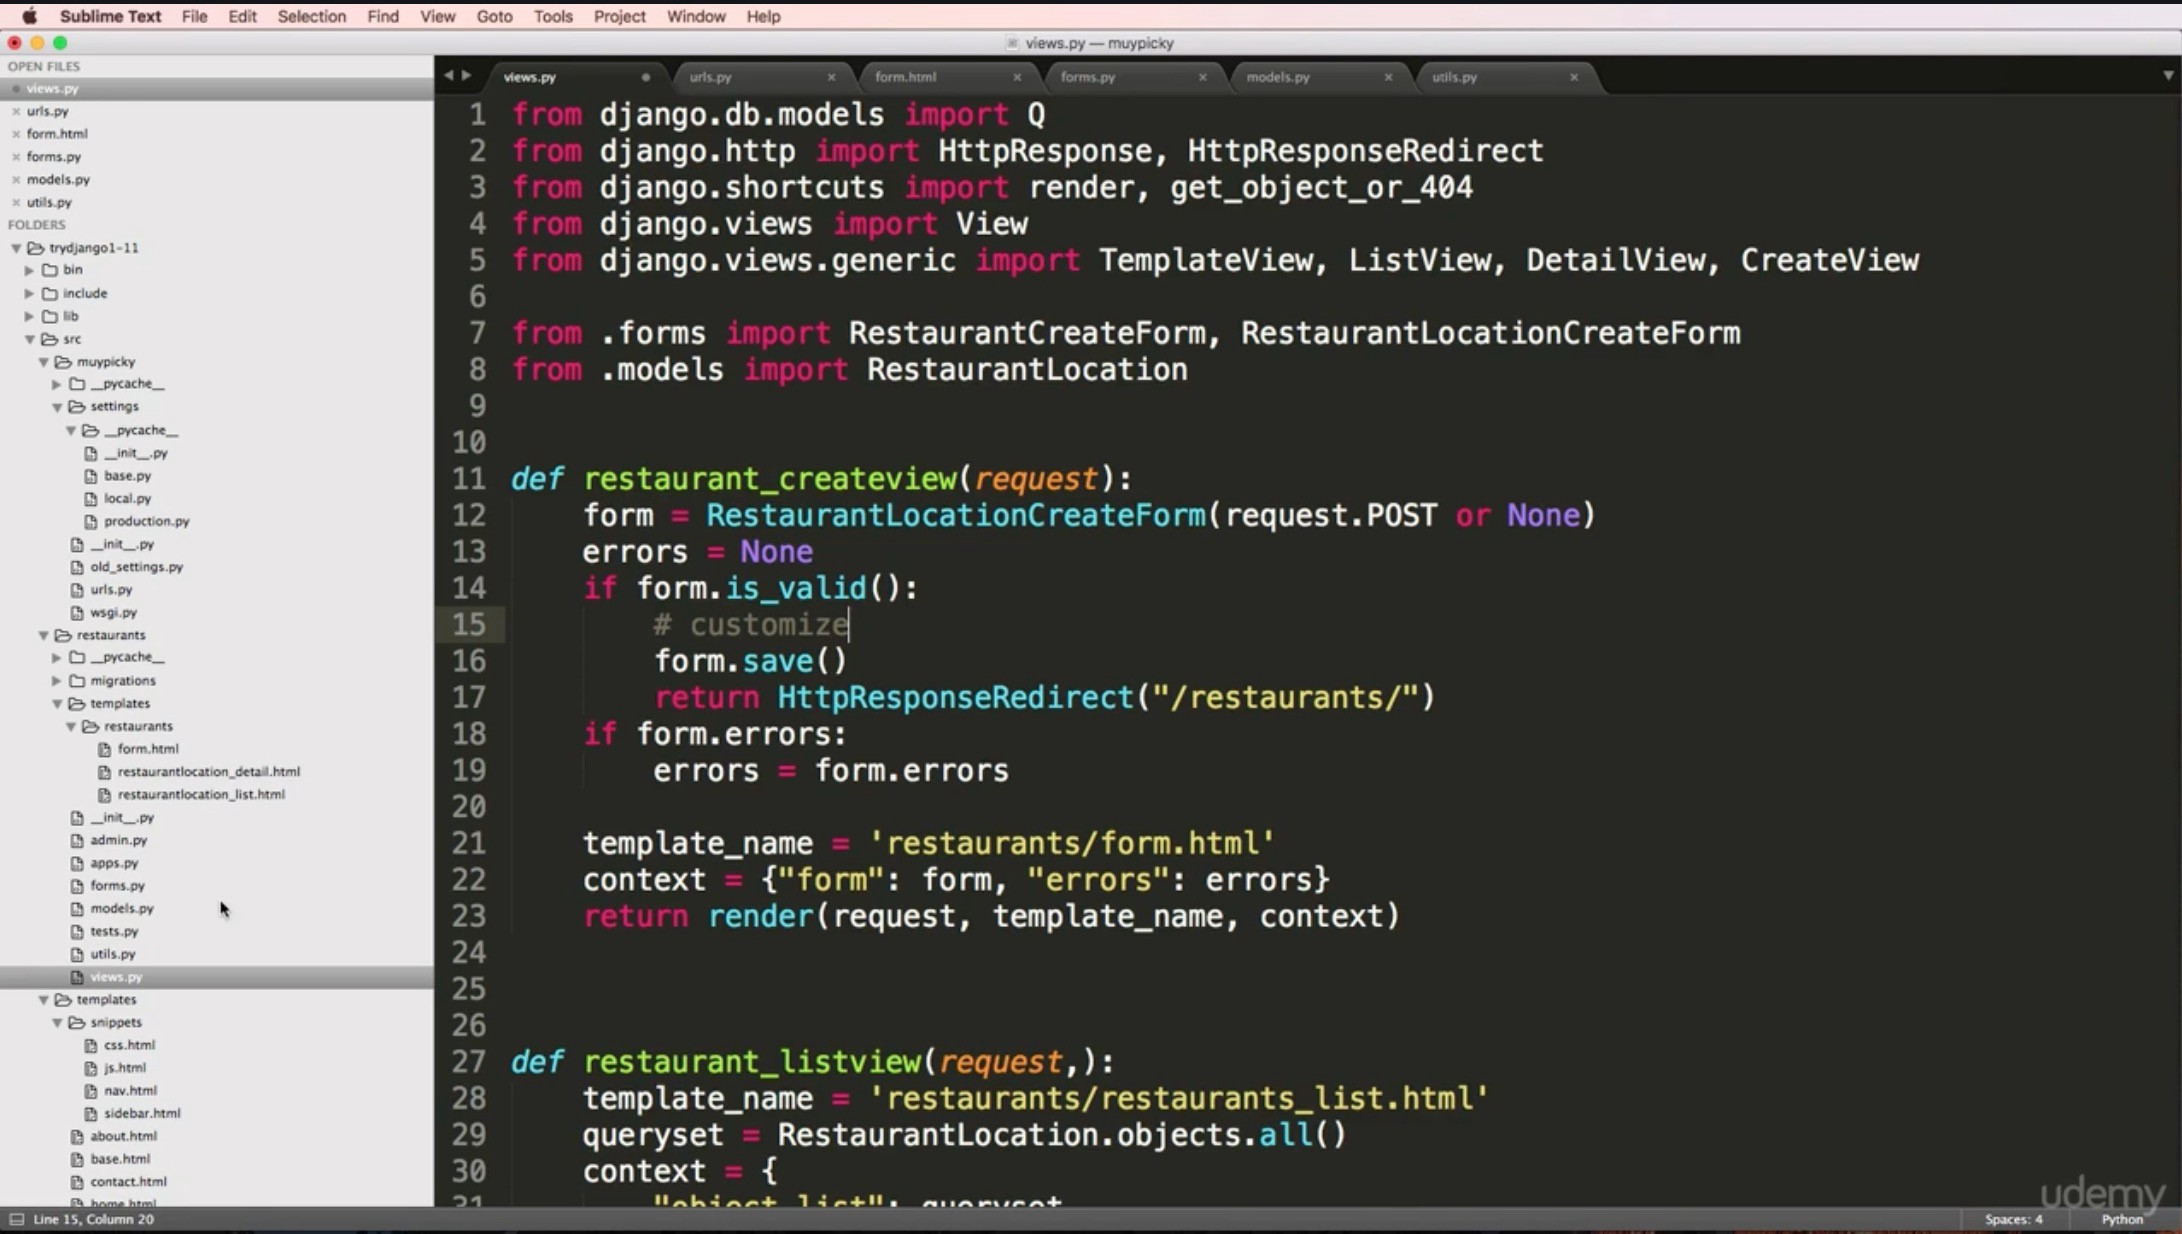 Sublime Text File Edit Selection Find View Goto Tools Project Window Help
views.py — muypicky
OPEN FILES
views.py
urls.py
form.html
forms.py
models.py
utils.py
FOLDERS
trydjango1-11
bin
include
lib
src
muypicky
__pycache__
settings
__pycache__
__init__.py
base.py
local.py
production.py
__init__.py
old_settings.py
urls.py
wsgi.py
restaurants
__pycache__
migrations
templates
restaurants
form.html
restaurantlocation_detail.html
restaurantlocation_list.html
__init__.py
admin.py
apps.py
forms.py
models.py
tests.py
utils.py
views.py
templates
snippets
css.html
js.html
nav.html
sidebar.html
about.html
base.html
contact.html
home.html
views.py urls.py form.html forms.py models.py utils.py
1 from django.db.models import Q
2 from django.http import HttpResponse, HttpResponseRedirect
3 from django.shortcuts import render, get_object_or_404
4 from django.views import View
5 from django.views.generic import TemplateView, ListView, DetailView, CreateView
6
7 from .forms import RestaurantCreateForm, RestaurantLocationCreateForm
8 from .models import RestaurantLocation
9
10
11 def restaurant_createview(request):
12     form = RestaurantLocationCreateForm(request.POST or None)
13     errors = None
14     if form.is_valid():
15         # customize
16         form.save()
17         return HttpResponseRedirect("/restaurants/")
18     if form.errors:
19         errors = form.errors
20
21     template_name = 'restaurants/form.html'
22     context = {"form": form, "errors": errors}
23     return render(request, template_name, context)
24
25
26
27 def restaurant_listview(request,):
28     template_name = 'restaurants/restaurants_list.html'
29     queryset = RestaurantLocation.objects.all()
30     context = {
31         "object_list": queryset
udemy
Line 15, Column 20 Spaces: 4 Python